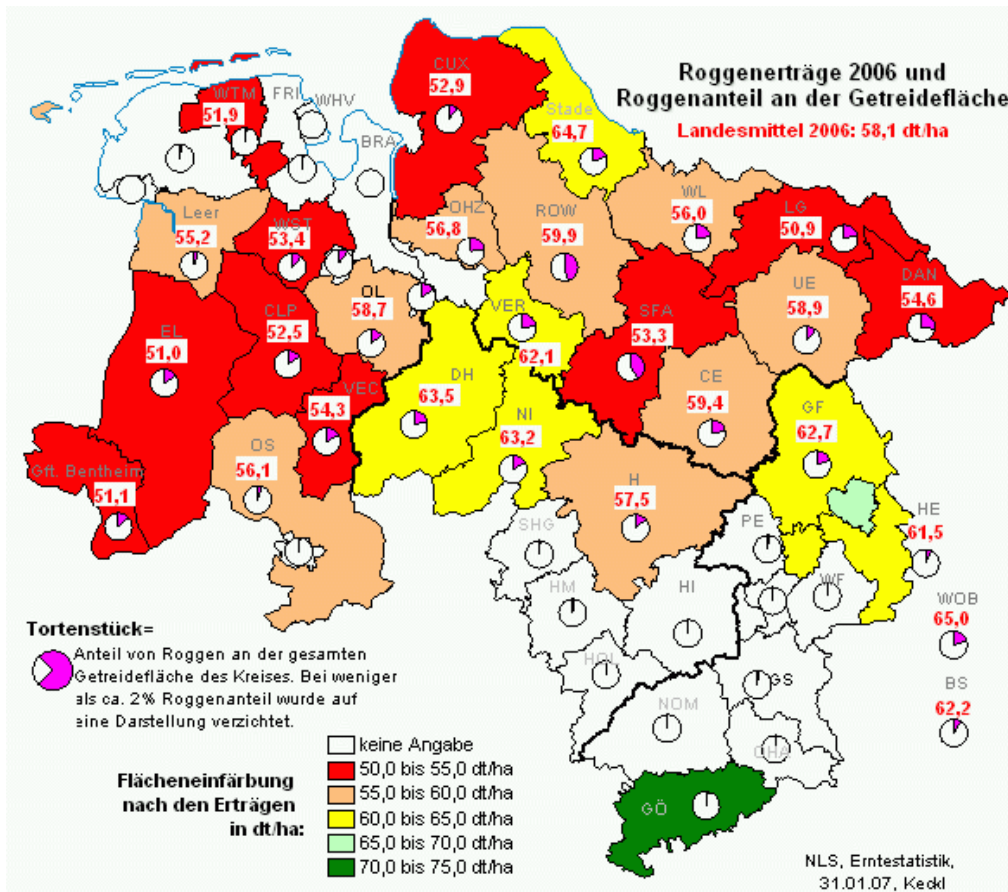 Roggenerträge 2006 und
Roggenanteil an der Getreidefläche
Landesmittel 2006: 58,1 dt/ha
CUX
52,9
WTM
51,9
FRI
WHV
BRA
Stade
64,7
Leer
55,2
WST
53,4
OHZ
56,8
ROW
59,9
WL
56,0
LG
50,9
DAN
54,6
UE
58,9
EL
51,0
CLP
52,5
OL
58,7
VER
62,1
SFA
53,3
VEC
54,3
DH
63,5
NI
63,2
CE
59,4
GF
62,7
Gft. Bentheim
51,1
OS
56,1
H
57,5
SHG
PE
HE
61,5
HM
HI
WF
WOB
65,0
HOL
GS
BS
62,2
NOM
OHA
GÖ
Tortenstück=
Anteil von Roggen an der gesamten
Getreidefläche des Kreises. Bei weniger
als ca. 2% Roggenanteil wurde auf
eine Darstellung verzichtet.
Flächeneinfärbung
nach den Erträgen
in dt/ha:
keine Angabe
50,0 bis 55,0 dt/ha
55,0 bis 60,0 dt/ha
60,0 bis 65,0 dt/ha
65,0 bis 70,0 dt/ha
70,0 bis 75,0 dt/ha
NLS, Erntestatistik,
31.01.07, Keckl